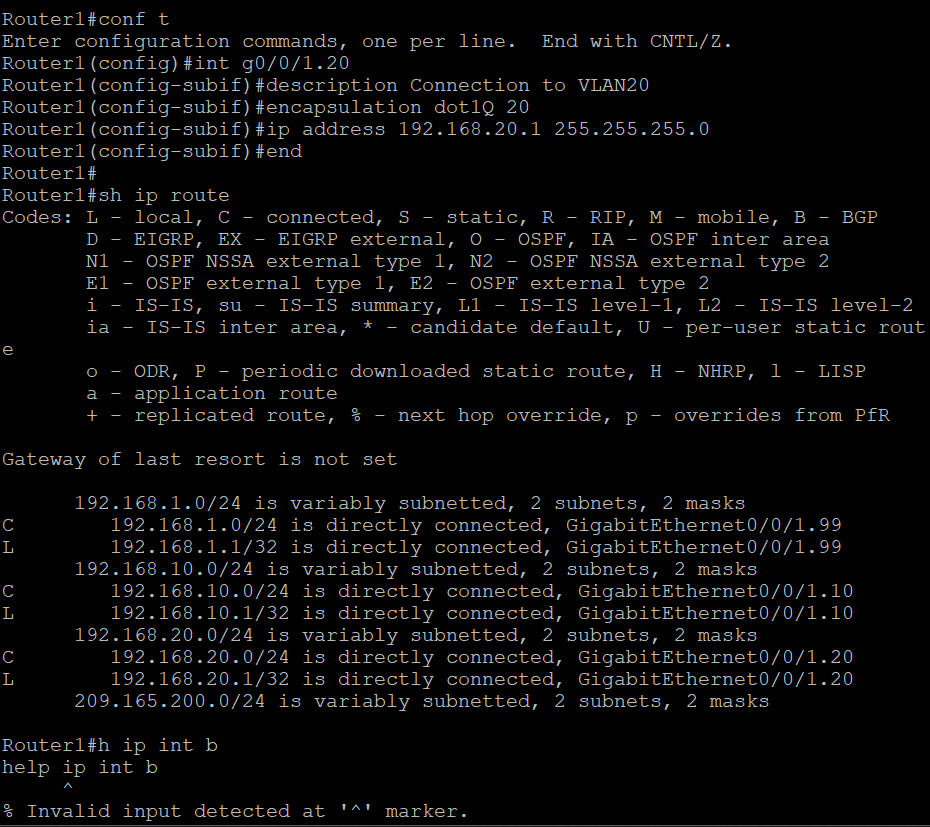 Router1#conf t
Enter configuration commands, one per line.  End with CNTL/Z.
Router1(config)#int g0/0/1.20
Router1(config-subif)#description Connection to VLAN20
Router1(config-subif)#encapsulation dot1Q 20
Router1(config-subif)#ip address 192.168.20.1 255.255.255.0
Router1(config-subif)#end
Router1#
Router1#sh ip route
Codes: L - local, C - connected, S - static, R - RIP, M - mobile, B - BGP
       D - EIGRP, EX - EIGRP external, O - OSPF, IA - OSPF inter area
       N1 - OSPF NSSA external type 1, N2 - OSPF NSSA external type 2
       E1 - OSPF external type 1, E2 - OSPF external type 2
       i - IS-IS, su - IS-IS summary, L1 - IS-IS level-1, L2 - IS-IS level-2
       ia - IS-IS inter area, * - candidate default, U - per-user static rout
e
       o - ODR, P - periodic downloaded static route, H - NHRP, l - LISP
       a - application route
       + - replicated route, % - next hop override, p - overrides from PfR

Gateway of last resort is not set

      192.168.1.0/24 is variably subnetted, 2 subnets, 2 masks
C        192.168.1.0/24 is directly connected, GigabitEthernet0/0/1.99
L        192.168.1.1/32 is directly connected, GigabitEthernet0/0/1.99
      192.168.10.0/24 is variably subnetted, 2 subnets, 2 masks
C        192.168.10.0/24 is directly connected, GigabitEthernet0/0/1.10
L        192.168.10.1/32 is directly connected, GigabitEthernet0/0/1.10
      192.168.20.0/24 is variably subnetted, 2 subnets, 2 masks
C        192.168.20.0/24 is directly connected, GigabitEthernet0/0/1.20
L        192.168.20.1/32 is directly connected, GigabitEthernet0/0/1.20
      209.165.200.0/24 is variably subnetted, 2 subnets, 2 masks

Router1#h ip int b
help ip int b
     ^
% Invalid input detected at '^' marker.